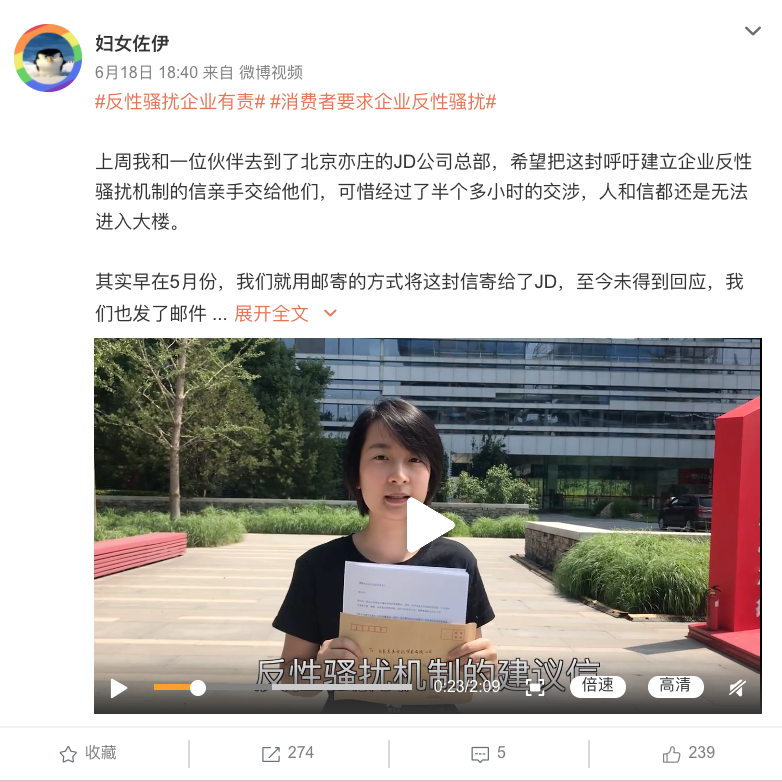 妇女佐伊
6月18日 18:40 来自 微博视频
#反性骚扰企业有责# #消费者要求企业反性骚扰#
上周我和一位伙伴去到了北京亦庄的JD公司总部，希望把这封呼吁建立企业反性
骚扰机制的信亲手交给他们，可惜经过了半个多小时的交涉，人和信都还是无法
进入大楼。
其实早在5月份，我们就用邮寄的方式将这封信寄给了JD，至今未得到回应，我
们也发了邮件 ... 展开全文
反性骚扰机制的建议信
0:23/2:09 倍速 高清
收藏 274 5 239